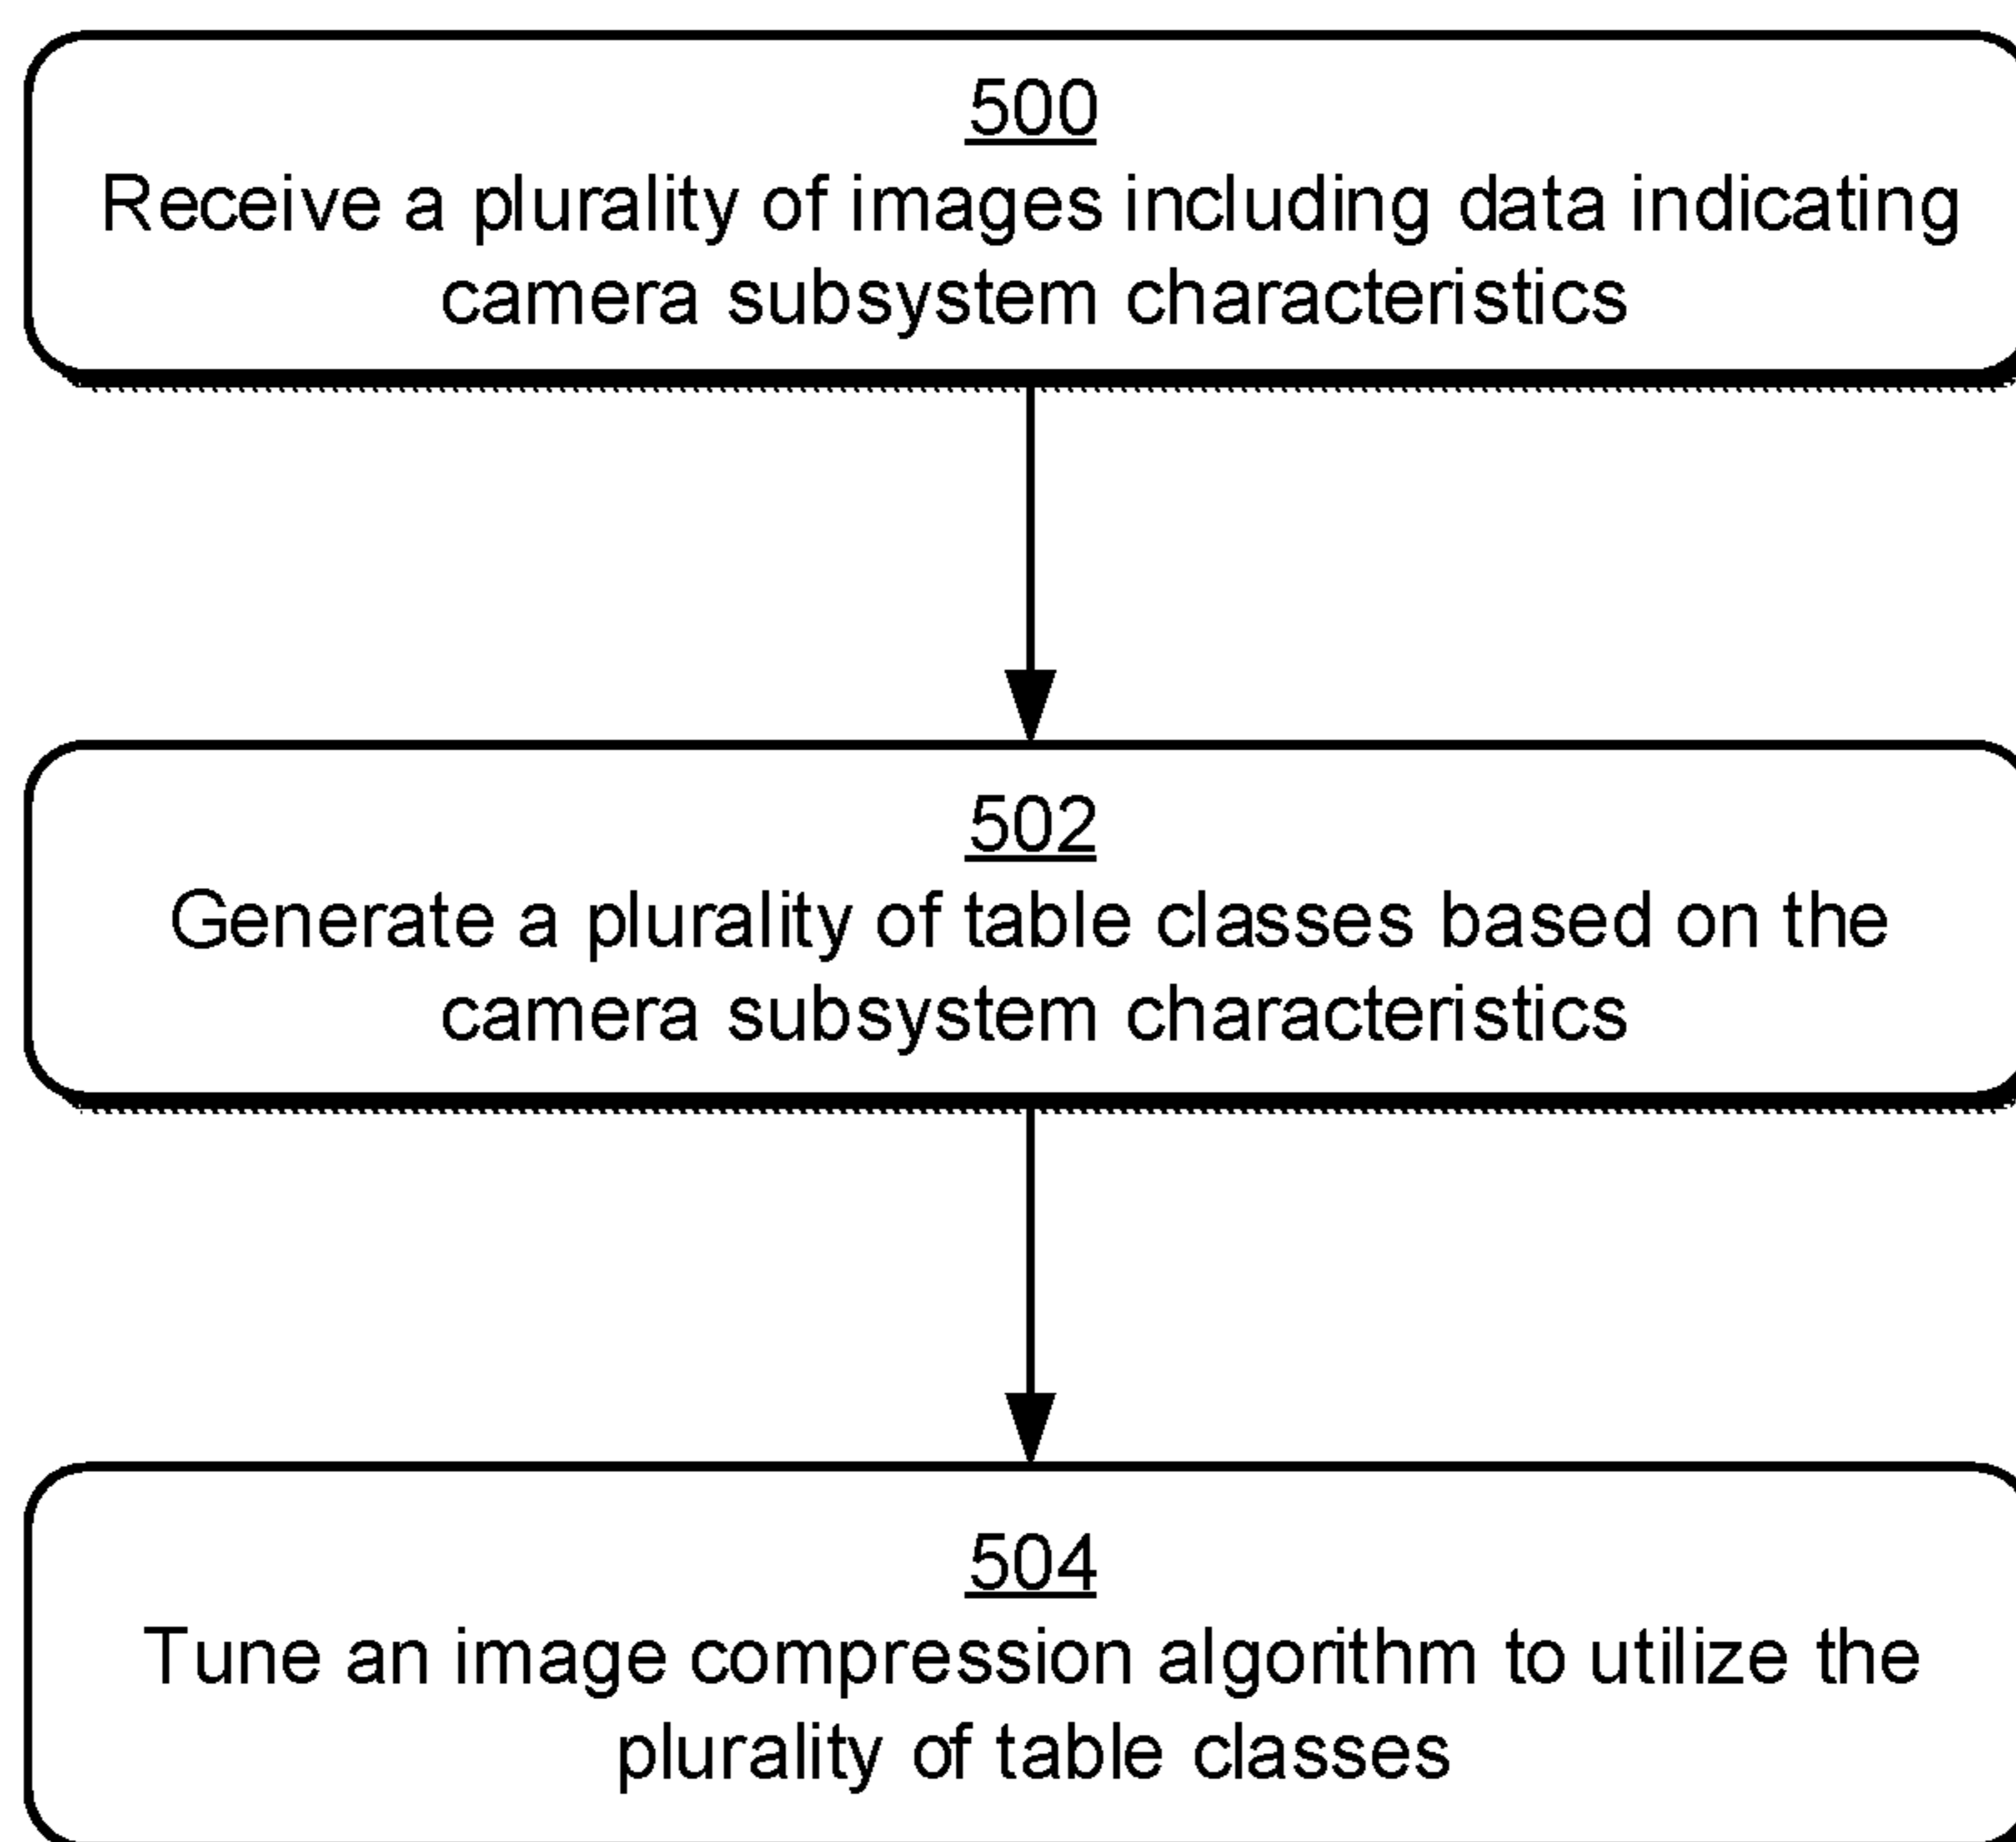 500
Receive a plurality of images including data indicating
camera subsystem characteristics
502
Generate a plurality of table classes based on the
camera subsystem characteristics
504
Tune an image compression algorithm to utilize the
plurality of table classes